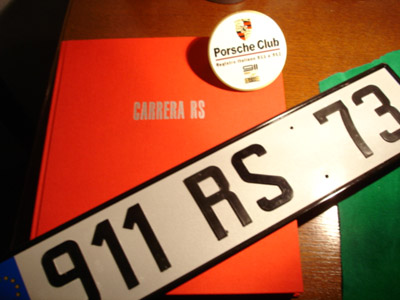 Porsche Club
Registro Italiano 911 e 912
CARRERA RS
911 RS 73